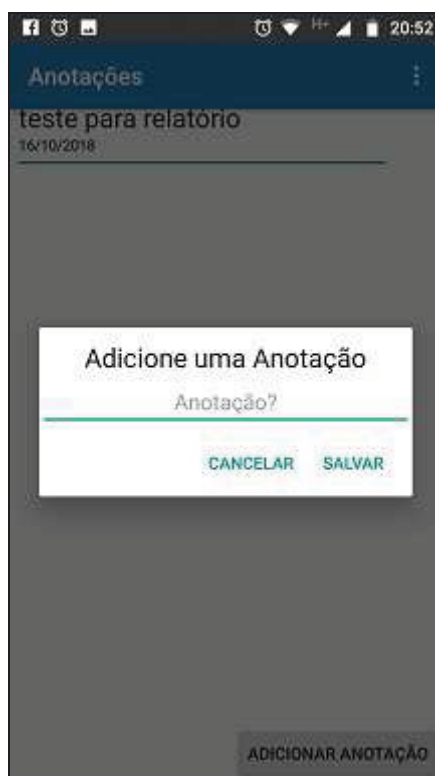 H+ 20:52
Anotações
teste para relatório
16/10/2018
Adicione uma Anotação
Anotação?
CANCELAR SALVAR
ADICIONAR ANOTAÇÃO